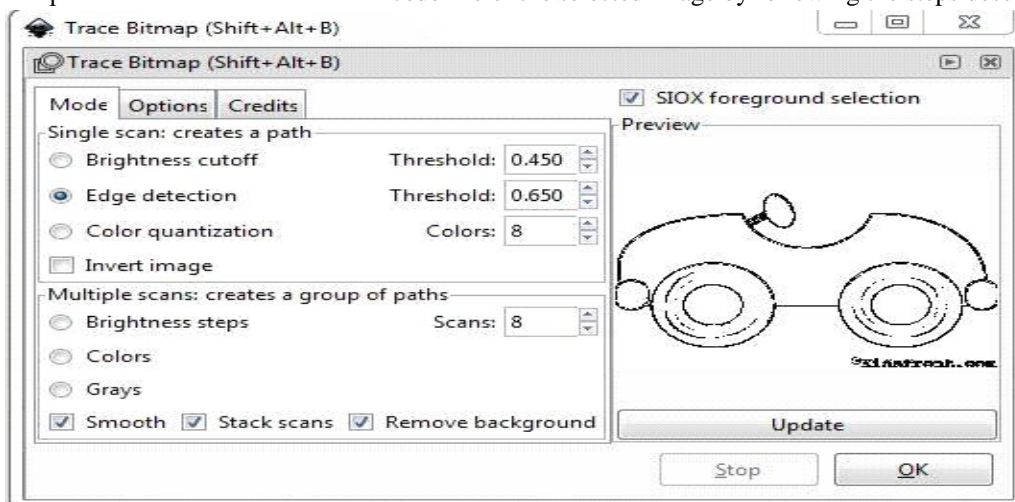 Trace Bitmap (Shift+Alt+B)
Trace Bitmap (Shift+Alt+B)
Mode Options Credits
SIOX foreground selection
Single scan: creates a path
Preview
Brightness cutoff Threshold: 0.450
Edge detection Threshold: 0.650
Color quantization Colors: 8
Invert image
Multiple scans: creates a group of paths
Brightness steps Scans: 8
Colors
Grays
Smooth Stack scans Remove background
Update
Stop OK